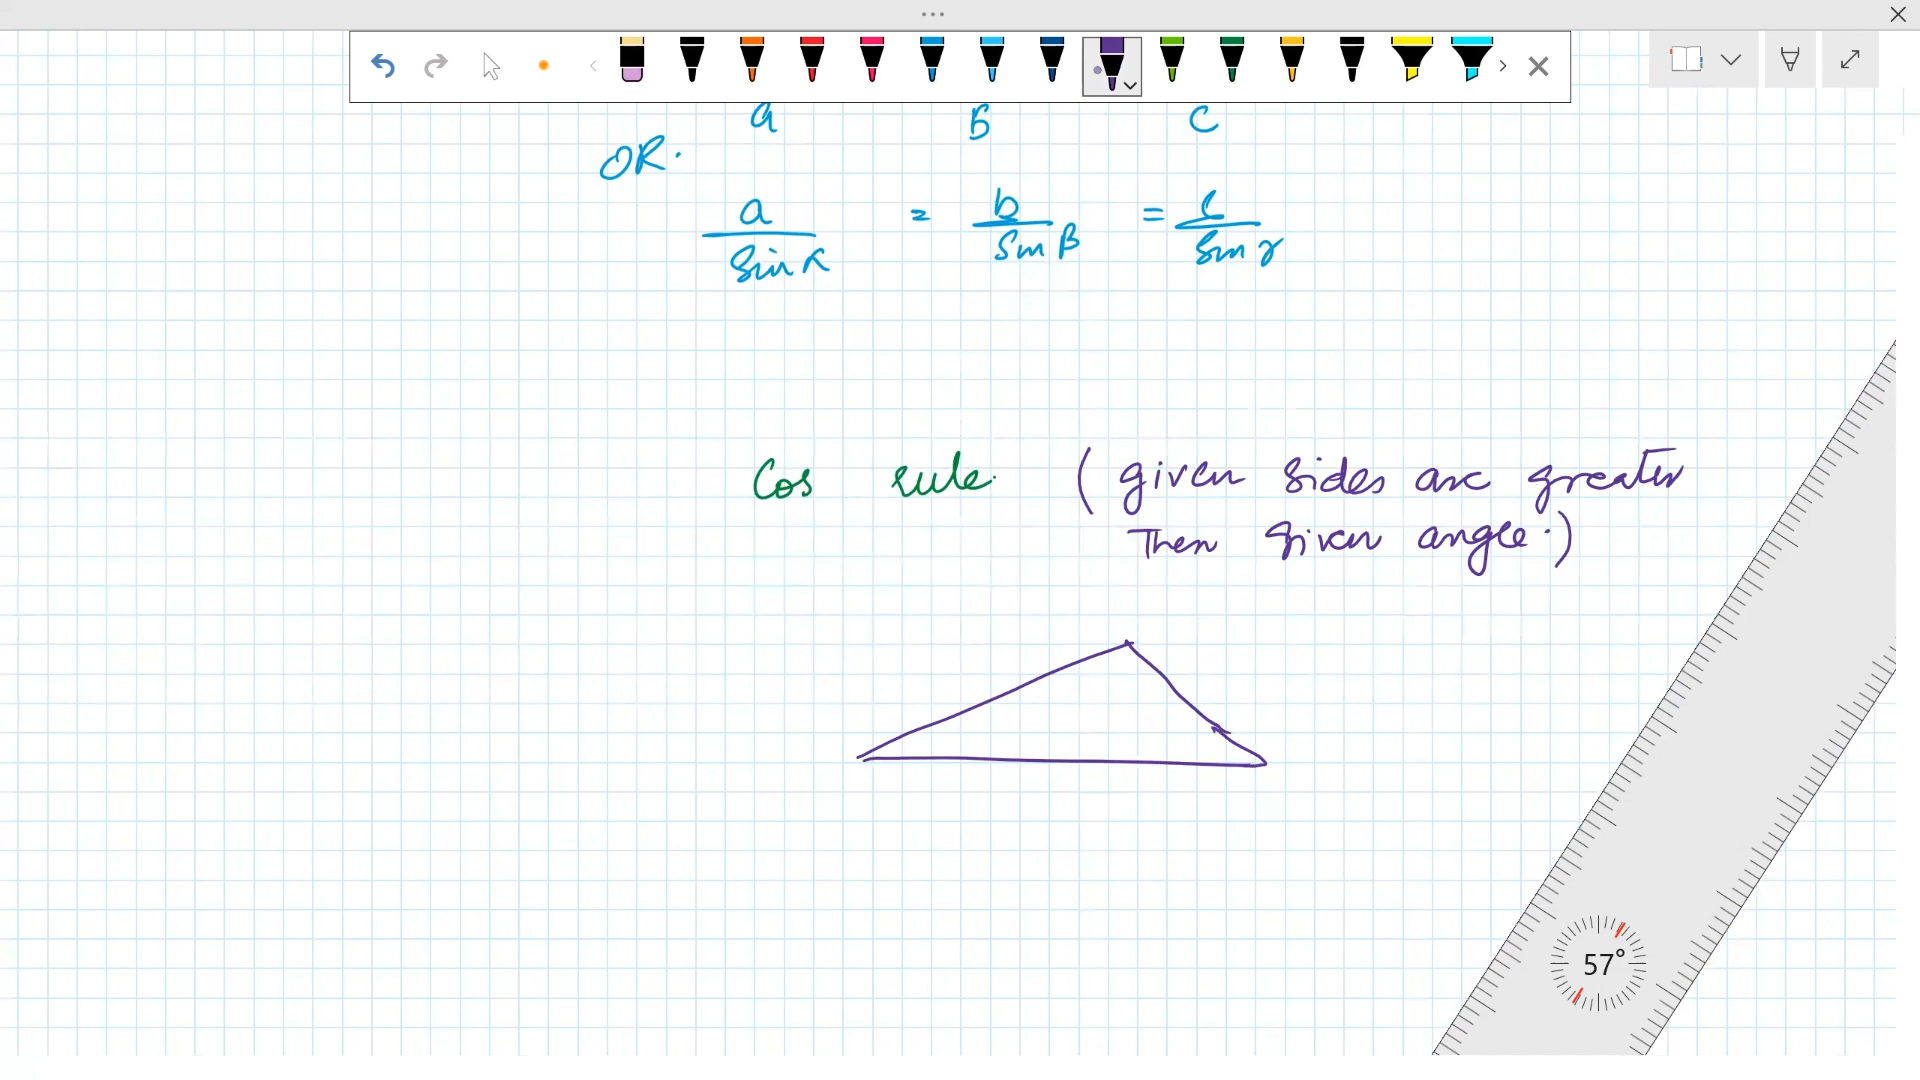 a B C
OR.
a/sin α = b/sin β = c/sin γ
Cos rule. (given sides are greater
Then given angle.)
57°